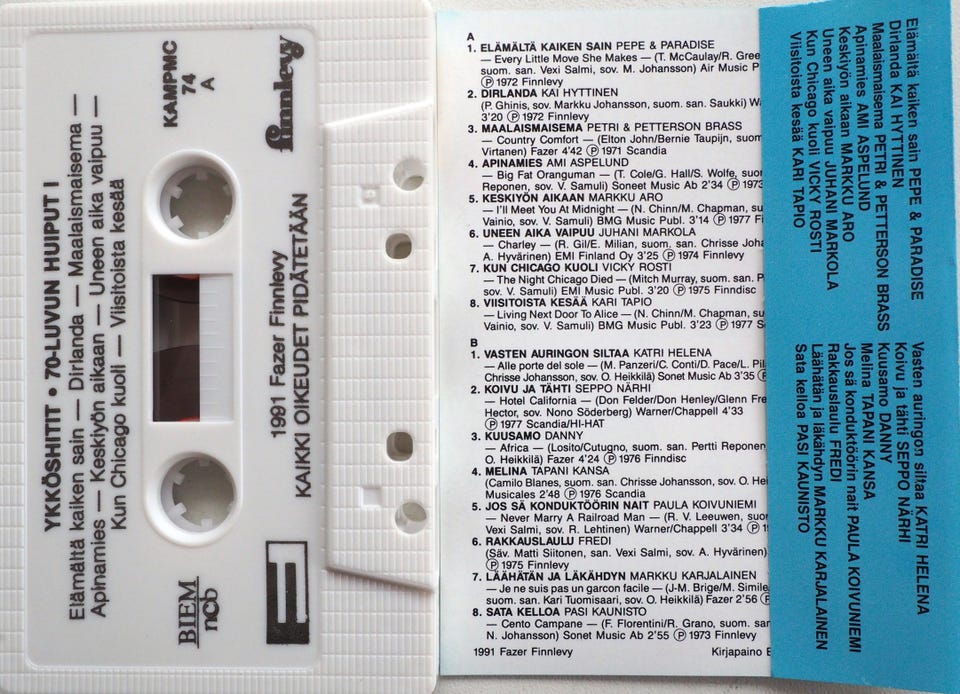 YKKÖSHITIT • 70-LUVUN HUIPUT I
Elämältä kaiken sain — Dirlanda — Maalaismaisema —
Apinamies — Keskiyön aikaan — Uneen aika vaipuu —
Kun Chicago kuoli — Viisitoista kesää
KAMPMC
74
A
finnlevy
1991 Fazer Finnlevy
KAIKKI OIKEUDET PIDÄTETÄÄN
BIEM
ncb
A
1. ELÄMÄLTÄ KAIKEN SAIN PEPE & PARADISE
— Every Little Move She Makes — (T. McCaulay/R. Gree
suom. san. Vexi Salmi, sov. M. Johansson) Air Music P
Ⓟ 1972 Finnlevy
2. DIRLANDA KAI HYTTINEN
(P. Ghinis, sov. Markku Johansson, suom. san. Saukki) Wa
3'20 Ⓟ 1972 Finnlevy
3. MAALAISMAISEMA PETRI & PETTERSON BRASS
— Country Comfort — (Elton John/Bernie Taupijn, suom
Virtanen) Fazer 4'42 Ⓟ 1971 Scandia
4. APINAMIES AMI ASPELUND
— Big Fat Oranguman — (T. Cole/G. Hall/S. Wolfe, suo
Reponen, sov. V. Samuli) Soneet Music Ab 2'34 Ⓟ 1973
5. KESKIYÖN AIKAAN MARKKU ARO
— I'll Meet You At Midnight — (N. Chinn/M. Chapman, su
Vainio, sov. V. Samuli) BMG Music Publ. 3'14 Ⓟ 1977 Fi
6. UNEEN AIKA VAIPUU JUHANI MARKOLA
— Charley — (R. Gil/E. Milian, suom. san. Chrisse Joha
A. Hyvärinen) EMI Finland Oy 3'25 Ⓟ 1974 Finnlevy
7. KUN CHICAGO KUOLI VICKY ROSTI
— The Night Chicago Died — (Mitch Murray, suom. san. P
sov. V. Samuli) EMI Music Publ. 3'20 Ⓟ 1975 Finndisc
8. VIISITOISTA KESÄÄ KARI TAPIO
— Living Next Door To Alice — (N. Chinn/M. Chapman, su
Vainio, sov. V. Samuli) BMG Music Publ. 3'23 Ⓟ 1977 S
B
1. VASTEN AURINGON SILTAA KATRI HELENA
— Alle porte del sole — (M. Panzeri/C. Conti/D. Pace/L. Pil
Chrisse Johansson, sov. O. Heikkilä) Sonet Music Ab 3'35
2. KOIVU JA TÄHTI SEPPO NÄRHI
— Hotel California — (Don Felder/Don Henley/Glenn Fre
Hector, sov. Nono Söderberg) Warner/Chappell 4'33
Ⓟ 1977 Scandia/HI-HAT
3. KUUSAMO DANNY
— Africa — (Losito/Cutugno, suom. san. Pertti Reponen
O. Heikkilä) Fazer 4'24 Ⓟ 1976 Finndisc
4. MELINA TAPANI KANSA
(Camilo Blanes, suom. san. Chrisse Johansson, sov. O. Hei
Musicales 2'48 Ⓟ 1976 Scandia
5. JOS SÄ KONDUKTÖÖRIN NAIT PAULA KOIVUNIEMI
— Never Marry A Railroad Man — (R. V. Leeuwen, suo
Vexi Salmi, sov. R. Lehtinen) Warner/Chappell 3'34 Ⓟ 1
6. RAKKAUSLAULU FREDI
(Säv. Matti Siitonen, san. Vexi Salmi, sov. A. Hyvärinen)
Ⓟ 1975 Finnlevy
7. LÄÄHÄTÄN JA LÄKÄHDYN MARKKU KARJALAINEN
— Je ne suis pas un garcon facile — (J-M. Brige/M. Simile
suom. san. Kari Tuomisaari, sov. O. Heikkilä) Fazer 2'56
8. SATA KELLOA PASI KAUNISTO
— Cento Campane — (F. Florentini/R. Grano, suom. san
N. Johansson) Sonet Music Ab 2'55 Ⓟ 1973 Finnlevy
1991 Fazer Finnlevy Kirjapaino
Elämältä kaiken sain PEPE & PARADISE
Dirlanda KAI HYTTINEN
Maalaismaisema PETRI & PETTERSON BRASS
Apinamies AMI ASPELUND
Keskiyön aikaan MARKKU ARO
Uneen aika vaipuu JUHANI MARKOLA
Kun Chicago kuoli VICKY ROSTI
Viisitoista kesää KARI TAPIO
Vasten auringon siltaa KATRI HELENA
Koivu ja tähti SEPPO NÄRHI
Kuusamo DANNY
Melina TAPANI KANSA
Jos sä konduktöörin nait PAULA KOIVUNIEMI
Rakkauslaulu FREDI
Läähätän ja läkähdyn MARKKU KARJALAINEN
Sata kelloa PASI KAUNISTO